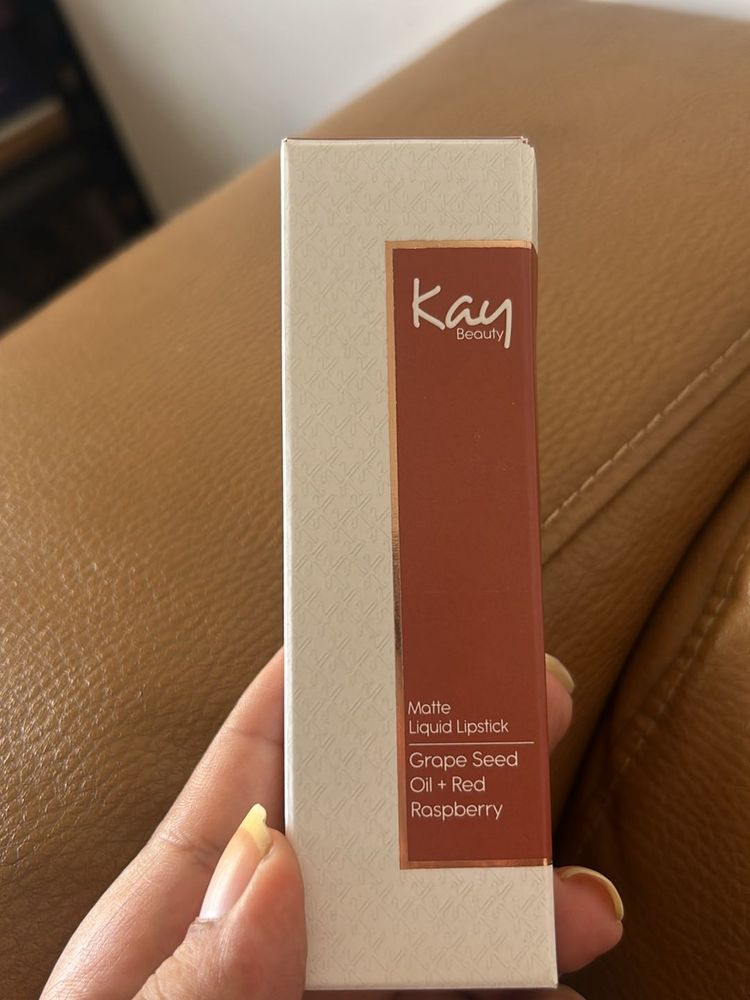 Kay
Beauty
Matte
Liquid Lipstick
Grape Seed
Oil + Red
Raspberry